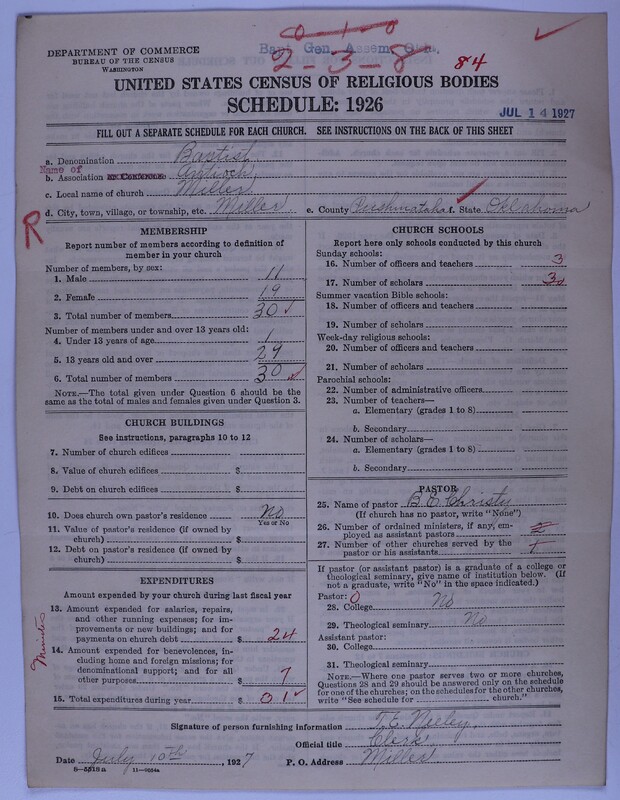 0-1-0
Bapt. Gen. Assem. Okla.
2-3-8 84
DEPARTMENT OF COMMERCE
BUREAU OF THE CENSUS
WASHINGTON
UNITED STATES CENSUS OF RELIGIOUS BODIES
SCHEDULE: 1926
JUL 14 1927
FILL OUT A SEPARATE SCHEDULE FOR EACH CHURCH. SEE INSTRUCTIONS ON THE BACK OF THIS SHEET
a. Denomination Baptist
Name of
b. Association or Conference Antioch
c. Local name of church Miller
d. City, town, village, or township, etc. Miller e. County Pushmataha f. State Oklahoma
R
MEMBERSHIP
Report number of members according to definition of
member in your church
Number of members, by sex:
1. Male 11
2. Female 19
3. Total number of members 30
Number of members under and over 13 years old:
4. Under 13 years of age 1
5. 13 years old and over 29
6. Total number of members 30
NOTE.—The total given under Question 6 should be
same as the total of males and females given under Question 3.
CHURCH BUILDINGS
See instructions, paragraphs 10 to 12
7. Number of church edifices
8. Value of church edifices $
9. Debt on church edifices $
10. Does church own pastor's residence No
Yes or No
11. Value of pastor's residence (if owned by
church) $
12. Debt on pastor's residence (if owned by
church) $
EXPENDITURES
Amount expended by your church during last fiscal year
13. Amount expended for salaries, repairs,
and other running expenses; for im-
provements or new buildings; and for
payments on church debt $ 24
14. Amount expended for benevolences, in-
cluding home and foreign missions; for
denominational support; and for all
other purposes $ 7
15. Total expenditures during year $
Minutes
CHURCH SCHOOLS
Report here only schools conducted by this church
Sunday schools:
16. Number of officers and teachers 3
17. Number of scholars
Summer vacation Bible schools:
18. Number of officers and teachers
19. Number of scholars
Week-day religious schools:
20. Number of officers and teachers
21. Number of scholars
Parochial schools:
22. Number of administrative officers
23. Number of teachers—
a. Elementary (grades 1 to 8)
b. Secondary
24. Number of scholars—
a. Elementary (grades 1 to 8)
b. Secondary
PASTOR
25. Name of pastor B. E. Christy
(If church has no pastor, write "None")
26. Number of ordained ministers, if any, em-
ployed as assistant pastors
27. Number of other churches served by the
pastor or his assistants
If pastor (or assistant pastor) is a graduate of a college or
theological seminary, give name of institution below. (If
not a graduate, write "No" in the space indicated.)
Pastor: 0
28. College No
29. Theological seminary No
Assistant pastor:
30. College
31. Theological seminary
NOTE.—Where one pastor serves two or more churches,
Questions 28 and 29 should be answered only on the schedule
for one of the churches; on the schedules for the other churches,
write "See schedule for church."
Signature of person furnishing information T. E. Neeley
Official title Clerk
Date July 10th, 1927 P. O. Address Miller
8—5518a 11—9024a